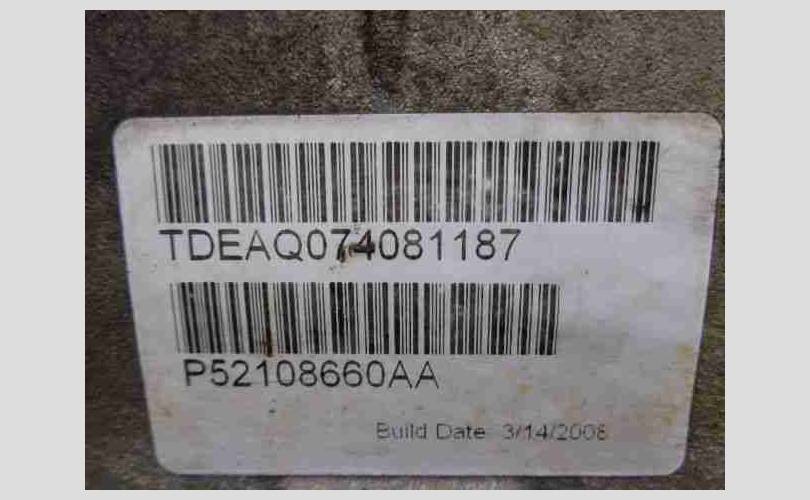 TDEAQ074081187
P52108660AA
Build Date 3/14/2008